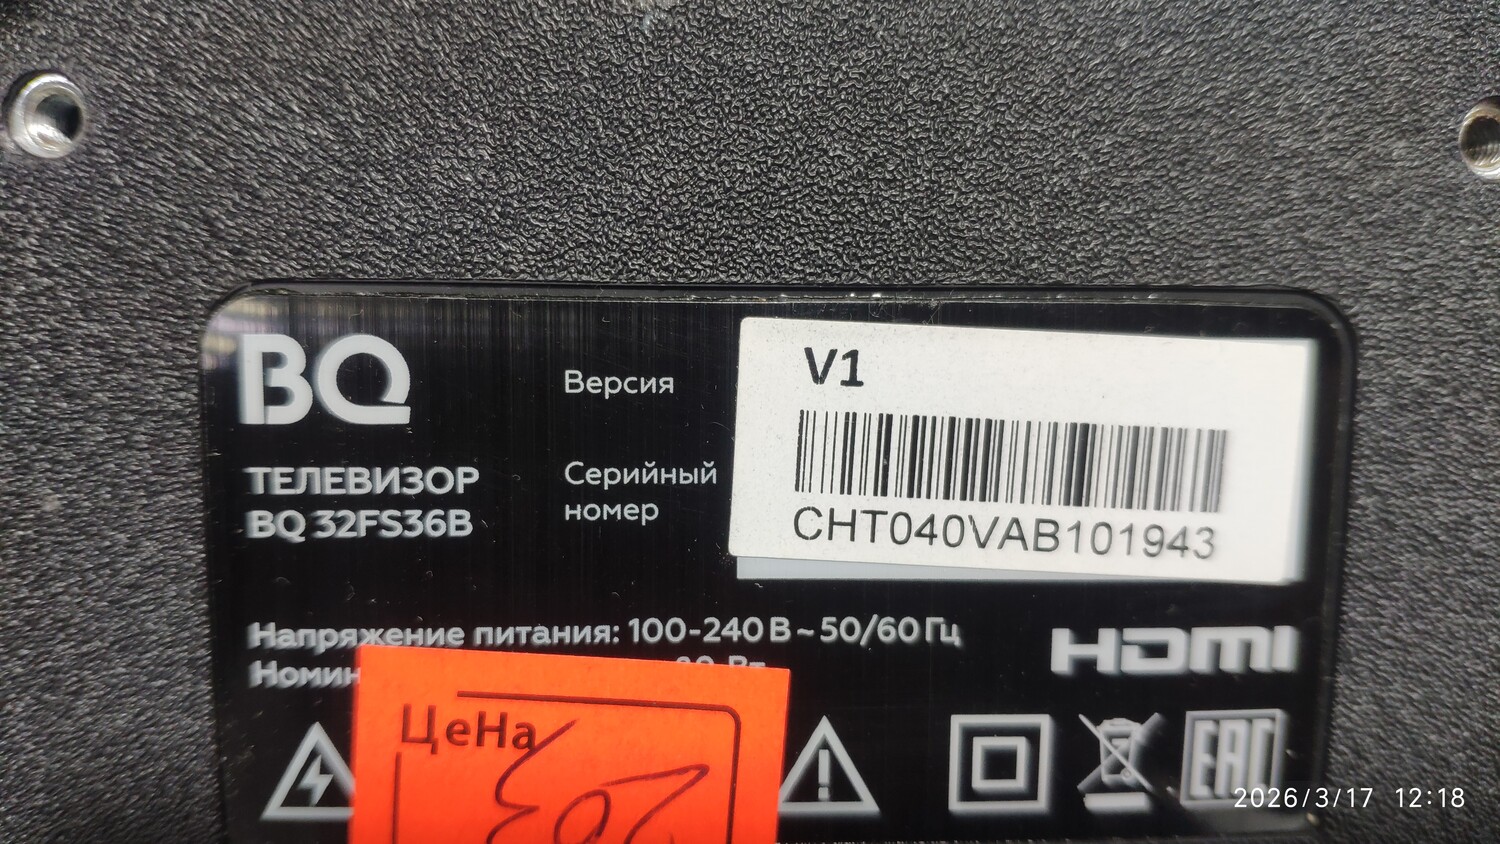 BQ
ТЕЛЕВИЗОР
BQ 32FS36B
Версия
Серийный
номер
V1
CHT040VAB101943
Напряжение питания: 100-240 В ~ 50/60 Гц
HDMI
Цена
EAC
2026/3/17 12:18